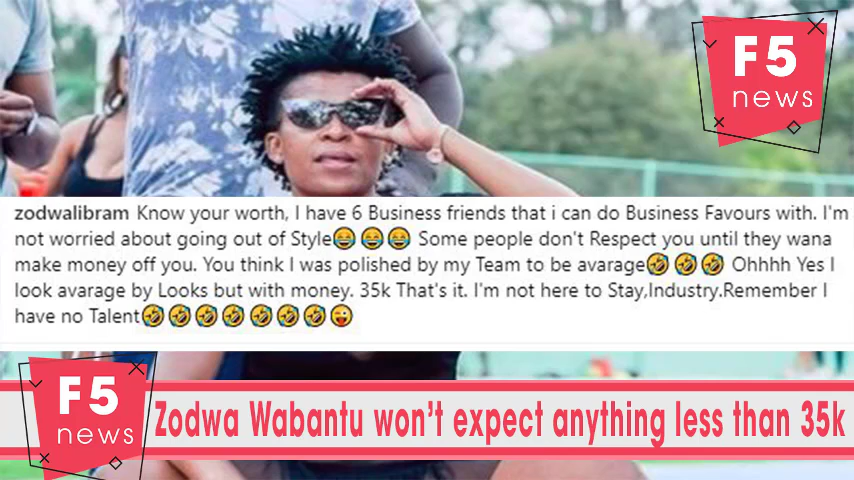 F5
news
zodwalibram Know your worth, I have 6 Business friends that i can do Business Favours with. I'm
not worried about going out of Style😂😂😂 Some people don't Respect you until they wana
make money off you. You think I was polished by my Team to be avarage🤣🤣🤣 Ohhhh Yes I
look avarage by Looks but with money. 35k That's it. I'm not here to Stay,Industry.Remember I
have no Talent🤣🤣🤣🤣🤣🤣🤣😜
F5
news
Zodwa Wabantu won't expect anything less than 35k